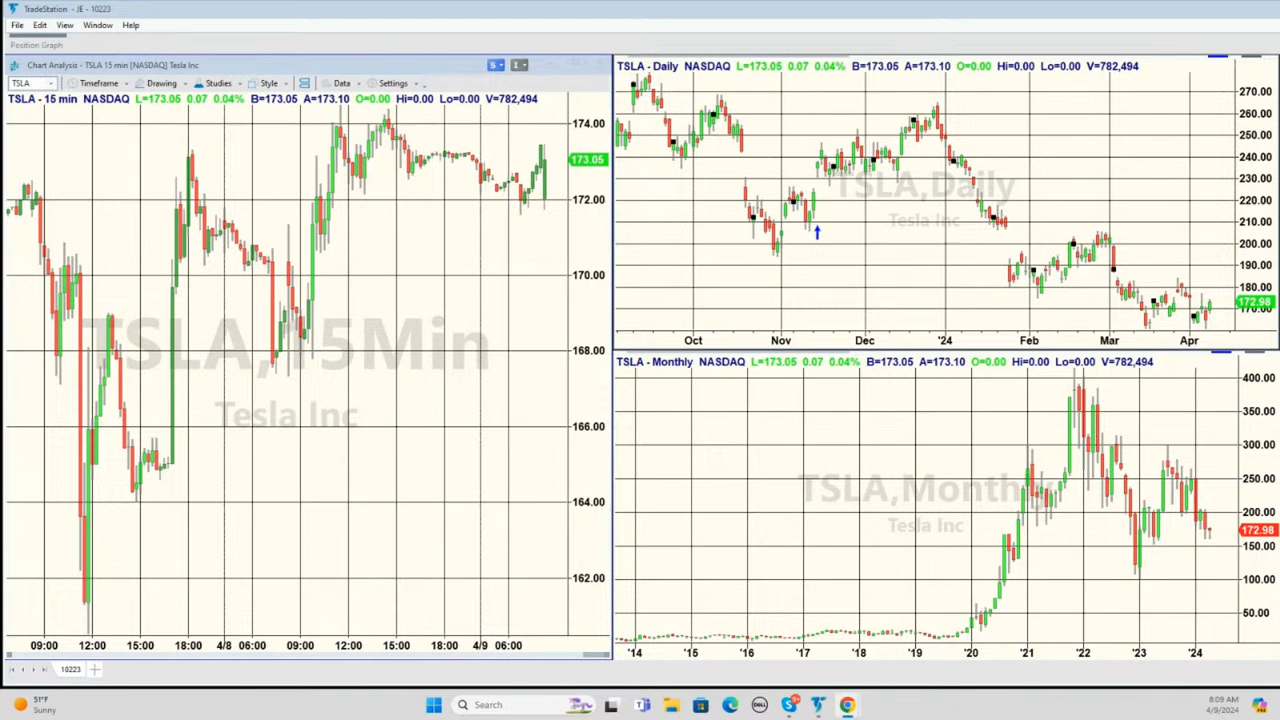 TradeStation - JE - 10223
File Edit View Window Help
Position Graph
Chart Analysis - TSLA 15 min [NASDAQ] Tesla Inc
S I
TSLA Timeframe Drawing Studies Style Data Settings
TSLA - 15 min NASDAQ L=173.05 0.07 0.04% B=173.05 A=173.10 O=0.00 Hi=0.00 Lo=0.00 V=782,494
174.00
173.05
172.00
170.00
168.00
166.00
164.00
162.00
TSLA,15Min
Tesla Inc
09:00 12:00 15:00 18:00 4/8 06:00 09:00 12:00 15:00 18:00 4/9 06:00
TSLA - Daily NASDAQ L=173.05 0.07 0.04% B=173.05 A=173.10 O=0.00 Hi=0.00 Lo=0.00 V=782,494
270.00
260.00
250.00
240.00
230.00
220.00
210.00
200.00
190.00
180.00
172.98
170.00
TSLA,Daily
Tesla Inc
Oct Nov Dec '24 Feb Mar Apr
TSLA - Monthly NASDAQ L=173.05 0.07 0.04% B=173.05 A=173.10 O=0.00 Hi=0.00 Lo=0.00 V=782,494
400.00
350.00
300.00
250.00
200.00
172.98
150.00
100.00
50.00
TSLA,Monthly
Tesla Inc
'14 '15 '16 '17 '18 '19 '20 '21 '22 '23 '24
10223
51°F
Sunny
Search
DELL
8:09 AM
4/9/2024